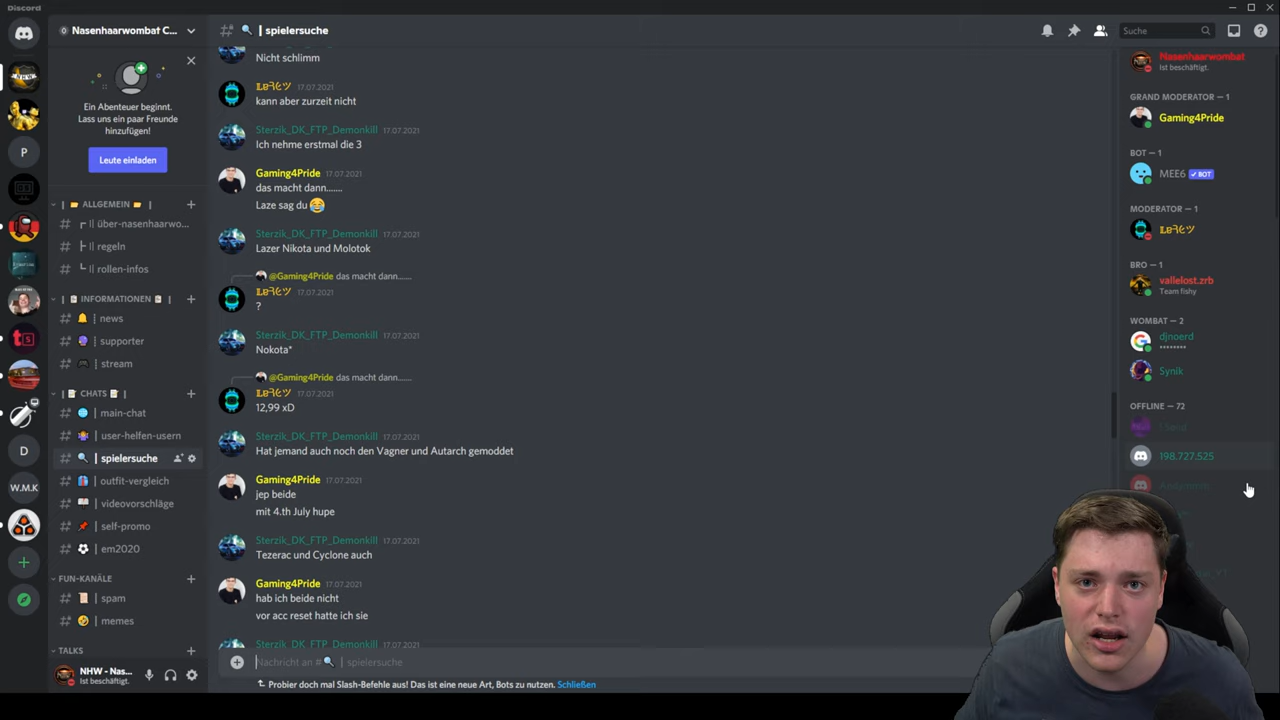 Discord
Nasenhaarwombat C...
Ein Abenteuer beginnt.
Lass uns ein paar Freunde
hinzufügen!
Leute einladen
P
D
W.M.K
| 📂 ALLGEMEIN 📂 |
┌ || über-nasenhaarwo...
├ || regeln
└ || rollen-infos
| 📋 INFORMATIONEN 📋 |
🔔 | news
🔮 | supporter
🎮 | stream
| 📝 CHATS 📝 |
🌐 | main-chat
🤷 | user-helfen-usern
🔍 | spielersuche
👔 | outfit-vergleich
📖 | videovorschläge
📌 | self-promo
⚽ | em2020
FUN-KANÄLE
📜 | spam
🤣 | memes
TALKS
NHW - Nas...
Ist beschäftigt.
# 🔍 | spielersuche
Suche
Nicht schlimm
17.07.2021
kann aber zurzeit nicht
Sterzik_DK_FTP_Demonkill 17.07.2021
Ich nehme erstmal die 3
Gaming4Pride 17.07.2021
das macht dann.......
Laze sag du 😂
Sterzik_DK_FTP_Demonkill 17.07.2021
Lazer Nikota und Molotok
@Gaming4Pride das macht dann.......
17.07.2021
?
Sterzik_DK_FTP_Demonkill 17.07.2021
Nokota*
@Gaming4Pride das macht dann.......
17.07.2021
12,99 xD
Sterzik_DK_FTP_Demonkill 17.07.2021
Hat jemand auch noch den Vagner und Autarch gemoddet
Gaming4Pride 17.07.2021
jep beide
mit 4.th July hupe
Sterzik_DK_FTP_Demonkill 17.07.2021
Tezerac und Cyclone auch
Gaming4Pride 17.07.2021
hab ich beide nicht
vor acc reset hatte ich sie
Sterzik_DK_FTP_Demonkill 17.07.2021
Nachricht an #🔍 | spielersuche
Probier doch mal Slash-Befehle aus! Das ist eine neue Art, Bots zu nutzen. Schließen
Nasenhaarwombat
Ist beschäftigt.
GRAND MODERATOR — 1
Gaming4Pride
BOT — 1
MEE6 ✓ BOT
MODERATOR — 1
BRO — 1
vallelost.zrb
Team fishy
WOMBAT — 2
djnoerd
********
Synik
OFFLINE — 72
198.727.525